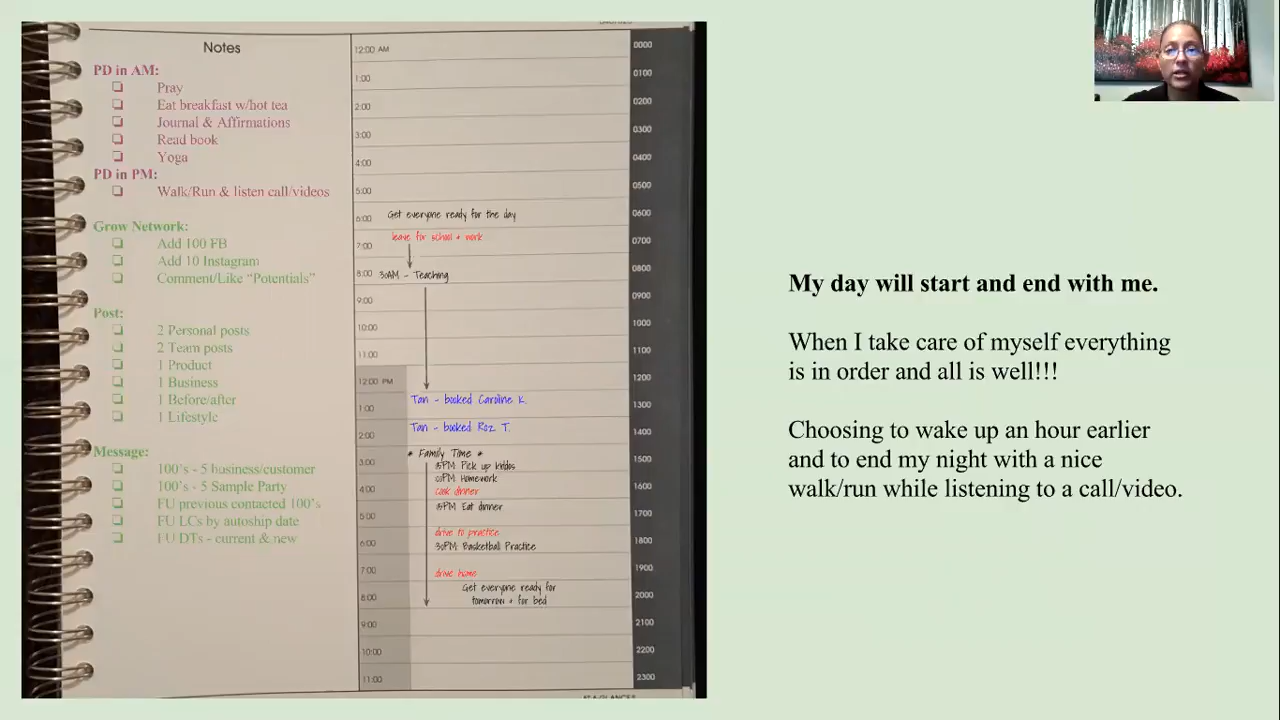 Notes
PD in AM:
❏ Pray
❏ Eat breakfast w/hot tea
❏ Journal & Affirmations
❏ Read book
❏ Yoga
PD in PM:
❏ Walk/Run & listen call/videos
Grow Network:
❏ Add 100 FB
❏ Add 10 Instagram
❏ Comment/Like “Potentials”
Post:
❏ 2 Personal posts
❏ 2 Team posts
❏ 1 Product
❏ 1 Business
❏ 1 Before/after
❏ 1 Lifestyle
Message:
❏ 100’s - 5 business/customer
❏ 100’s - 5 Sample Party
❏ FU previous contacted 100’s
❏ FU LCs by autoship date
❏ FU DTs - current & new
12:00 AM 0000
1:00 0100
2:00 0200
3:00 0300
4:00 0400
5:00 0500
6:00 Get everyone ready for the day 0600
leave for school + work
7:00 0700
8:00 30AM - Teaching 0800
9:00 0900
10:00 1000
11:00 1100
12:00 PM 1200
1:00 Tan - booked Caroline K. 1300
2:00 Tan - booked Roz T. 1400
* Family Time *
3:00 Pick up kiddos 1500
Homework
4:00 cook dinner 1600
Eat dinner
5:00 1700
drive to practice
6:00 30PM: Basketball Practice 1800
7:00 drive home 1900
Get everyone ready for
8:00 tomorrow + for bed 2000
9:00 2100
10:00 2200
11:00 2300
AT-A-GLANCE®
My day will start and end with me.
When I take care of myself everything
is in order and all is well!!!
Choosing to wake up an hour earlier
and to end my night with a nice
walk/run while listening to a call/video.